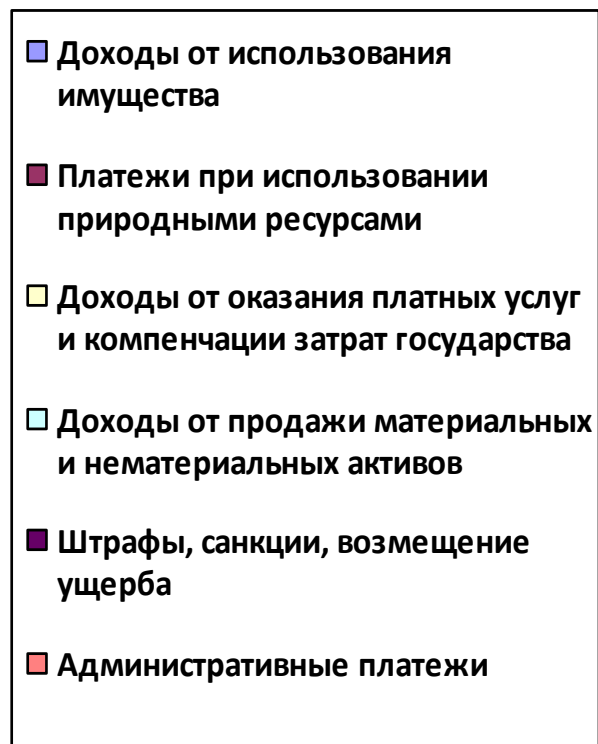 Доходы от использования
имущества
Платежи при использовании
природными ресурсами
Доходы от оказания платных услуг
и компенчации затрат государства
Доходы от продажи материальных
и нематериальных активов
Штрафы, санкции, возмещение
ущерба
Административные платежи